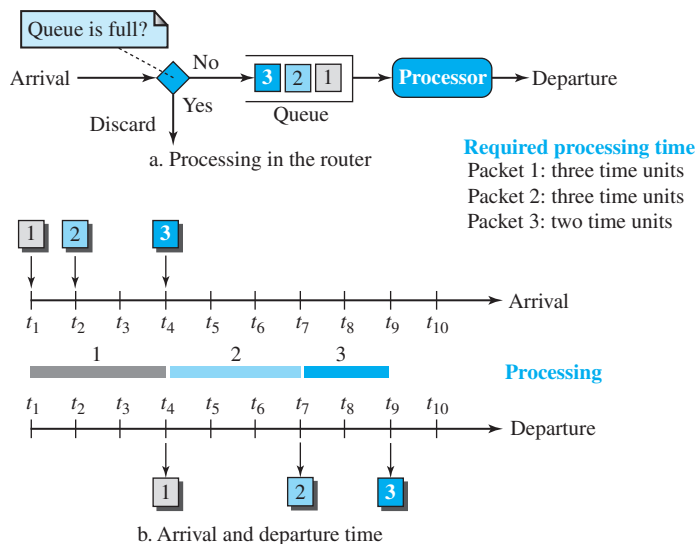 Queue is full?
Arrival
No
3 2 1
Processor
Departure
Yes
Queue
Discard
a. Processing in the router
Required processing time
Packet 1: three time units
Packet 2: three time units
Packet 3: two time units
1 2 3
Arrival
t1 t2 t3 t4 t5 t6 t7 t8 t9 t10
1 2 3
Processing
t1 t2 t3 t4 t5 t6 t7 t8 t9 t10
Departure
1 2 3
b. Arrival and departure time